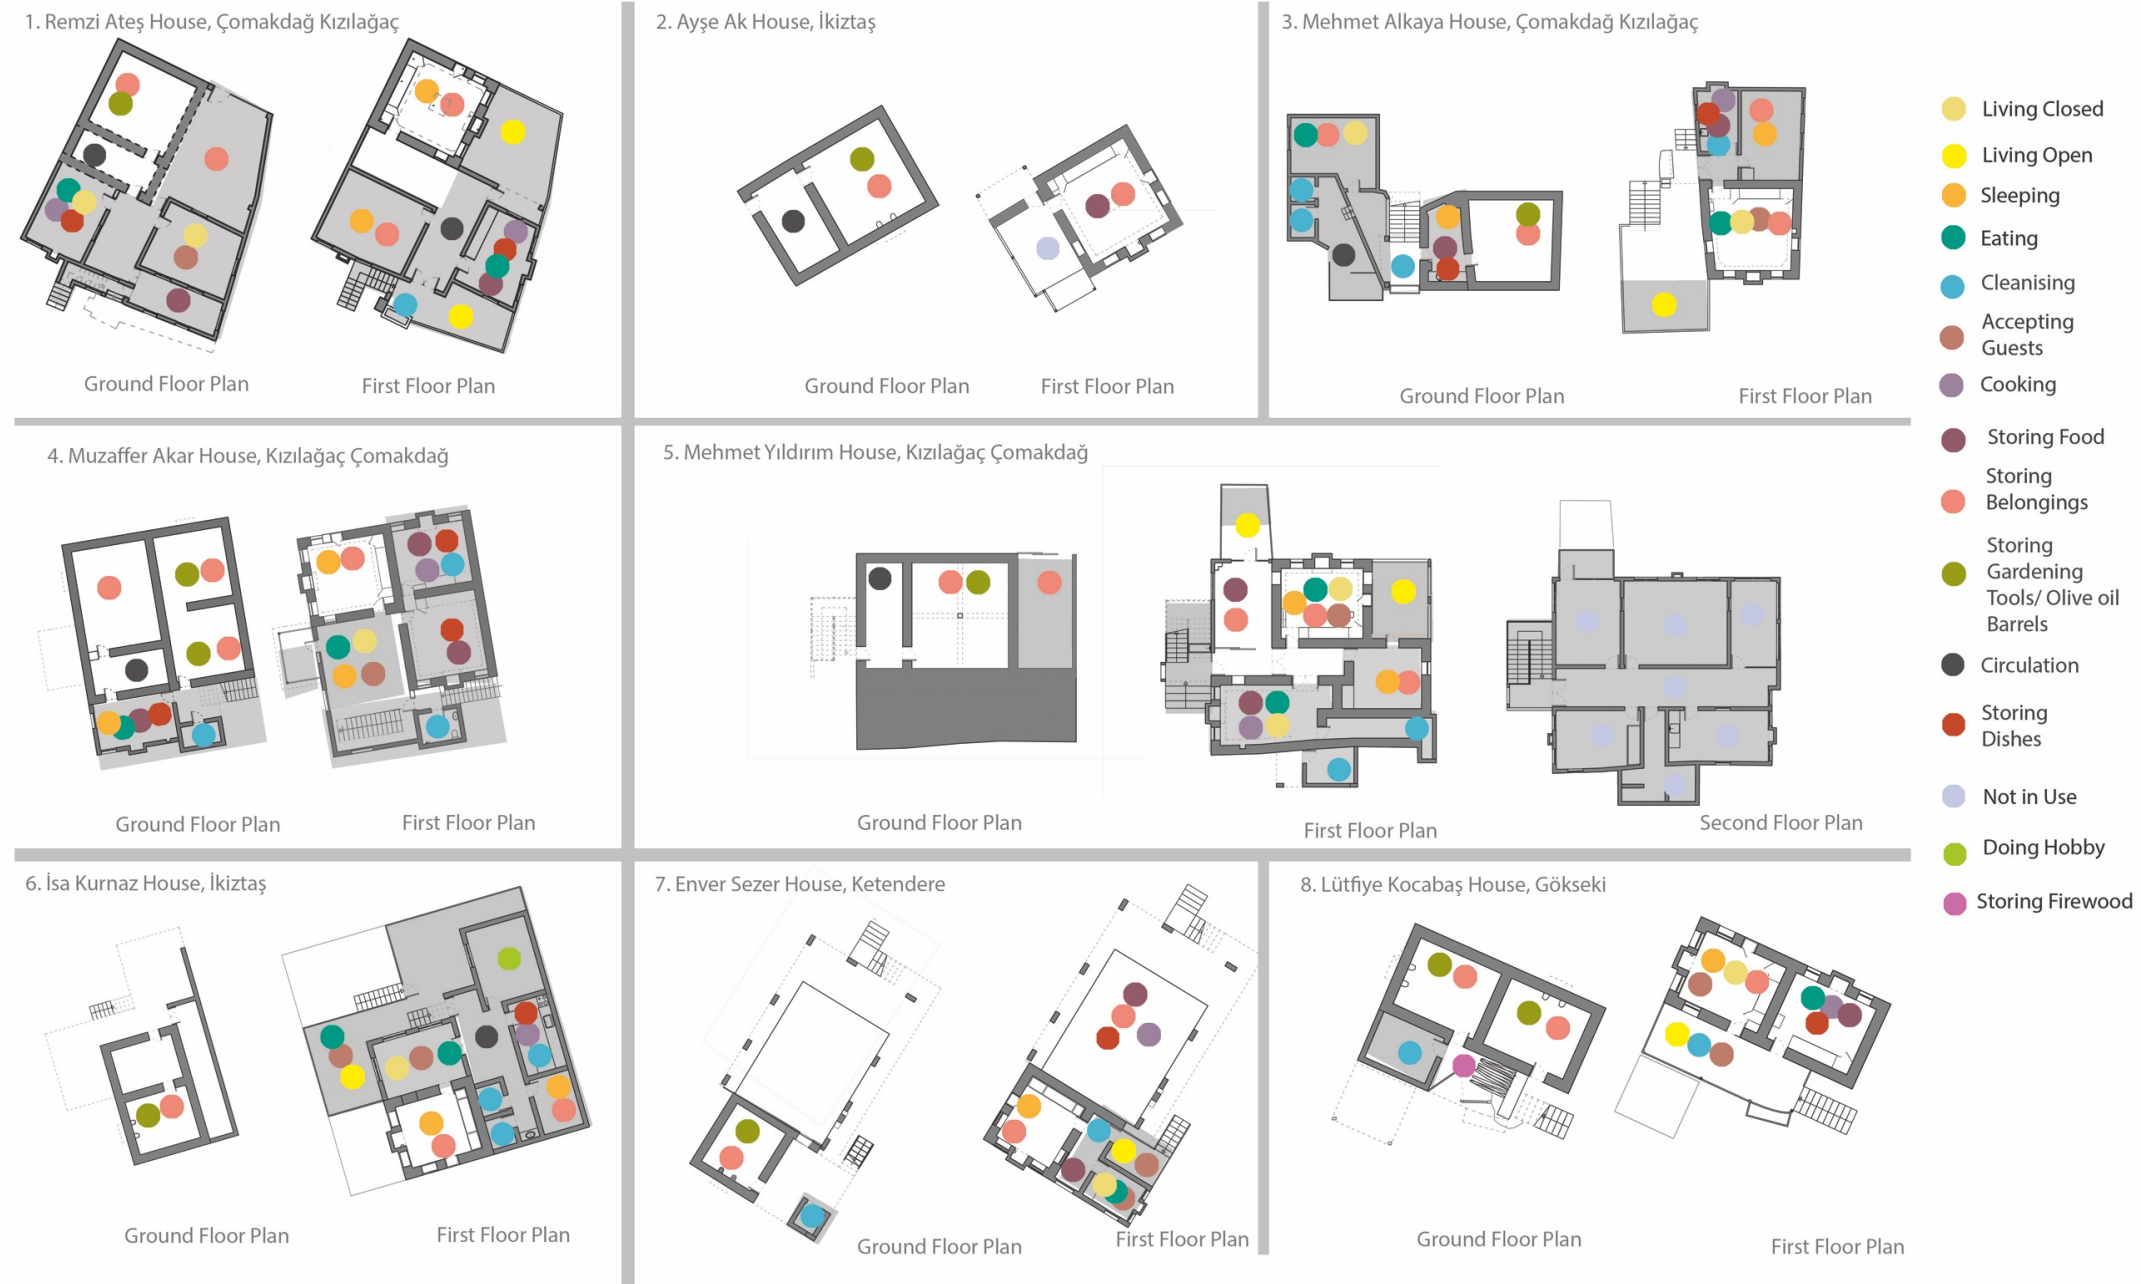 1. Remzi Ateş House, Çomakdağ Kızılağaç
Ground Floor Plan
First Floor Plan
2. Ayşe Ak House, İkiztaş
Ground Floor Plan
First Floor Plan
3. Mehmet Alkaya House, Çomakdağ Kızılağaç
Ground Floor Plan
First Floor Plan
4. Muzaffer Akar House, Kızılağaç Çomakdağ
Ground Floor Plan
First Floor Plan
5. Mehmet Yıldırım House, Kızılağaç Çomakdağ
Ground Floor Plan
First Floor Plan
Second Floor Plan
6. İsa Kurnaz House, İkiztaş
Ground Floor Plan
First Floor Plan
7. Enver Sezer House, Ketendere
Ground Floor Plan
First Floor Plan
8. Lütfiye Kocabaş House, Gökseki
Ground Floor Plan
First Floor Plan
Living Closed
Living Open
Sleeping
Eating
Cleanising
Accepting
Guests
Cooking
Storing Food
Storing
Belongings
Storing
Gardening
Tools/ Olive oil
Barrels
Circulation
Storing
Dishes
Not in Use
Doing Hobby
Storing Firewood